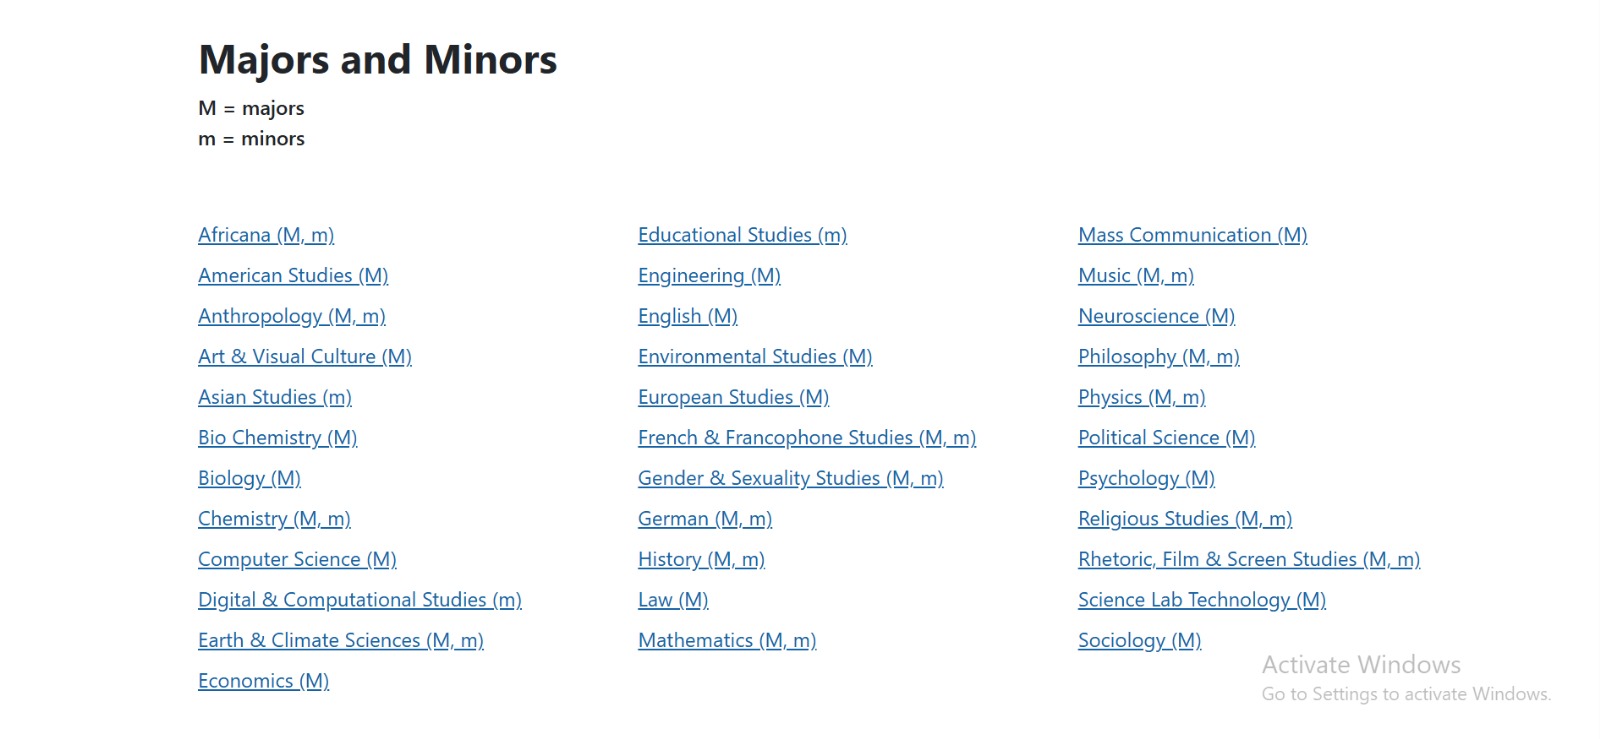 Majors and Minors
M = majors
m = minors
Africana (M, m)
American Studies (M)
Anthropology (M, m)
Art & Visual Culture (M)
Asian Studies (m)
Bio Chemistry (M)
Biology (M)
Chemistry (M, m)
Computer Science (M)
Digital & Computational Studies (m)
Earth & Climate Sciences (M, m)
Economics (M)
Educational Studies (m)
Engineering (M)
English (M)
Environmental Studies (M)
European Studies (M)
French & Francophone Studies (M, m)
Gender & Sexuality Studies (M, m)
German (M, m)
History (M, m)
Law (M)
Mathematics (M, m)
Mass Communication (M)
Music (M, m)
Neuroscience (M)
Philosophy (M, m)
Physics (M, m)
Political Science (M)
Psychology (M)
Religious Studies (M, m)
Rhetoric, Film & Screen Studies (M, m)
Science Lab Technology (M)
Sociology (M)
Activate Windows
Go to Settings to activate Windows.